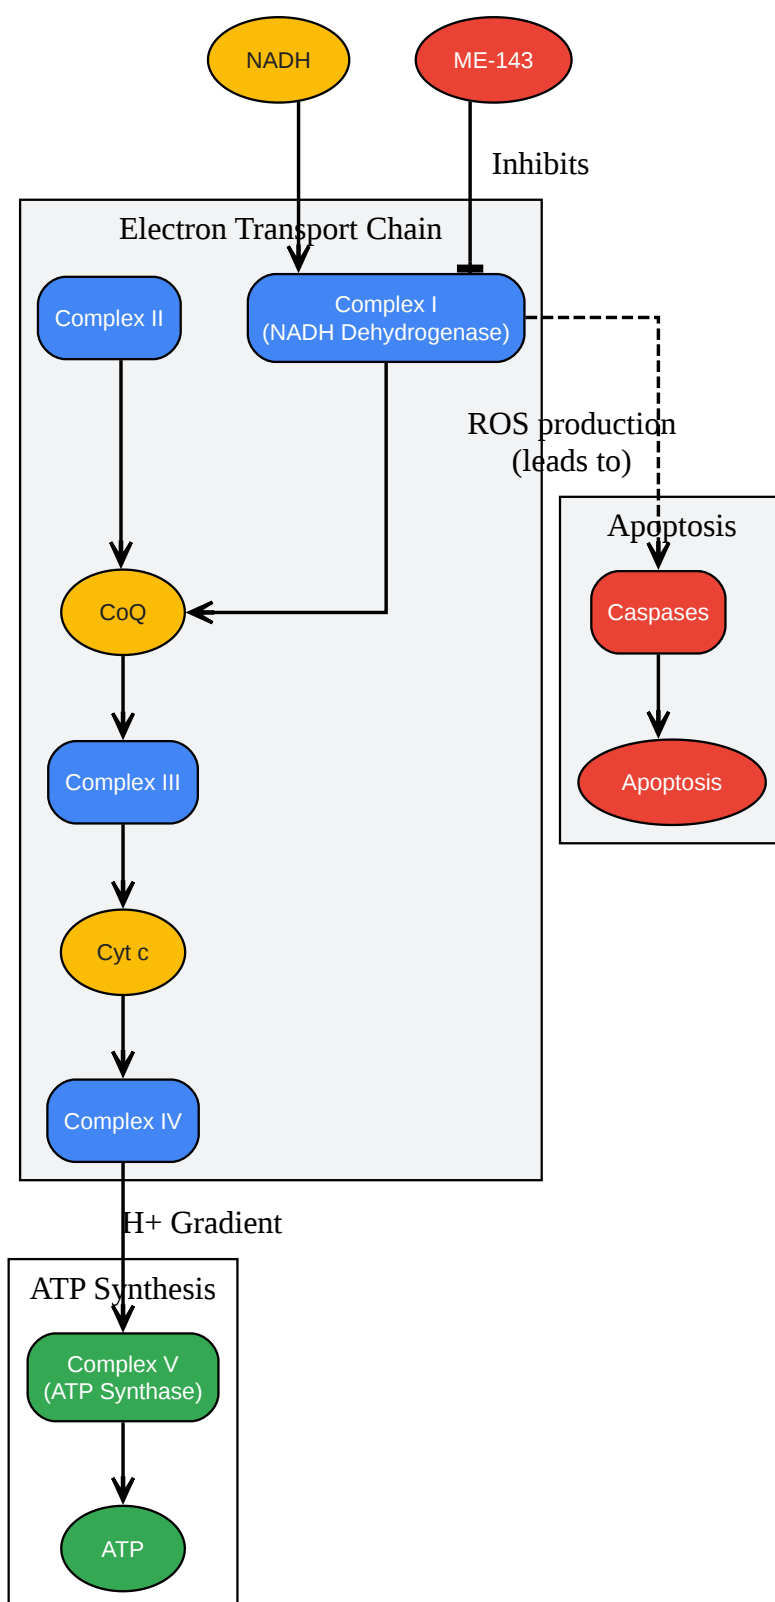 NADH
ME-143
Inhibits
Electron Transport Chain
Complex II
Complex I
(NADH Dehydrogenase)
ROS production
(leads to)
Apoptosis
CoQ
Caspases
Complex III
Apoptosis
Cyt c
Complex IV
H+ Gradient
ATP Synthesis
Complex V
(ATP Synthase)
ATP